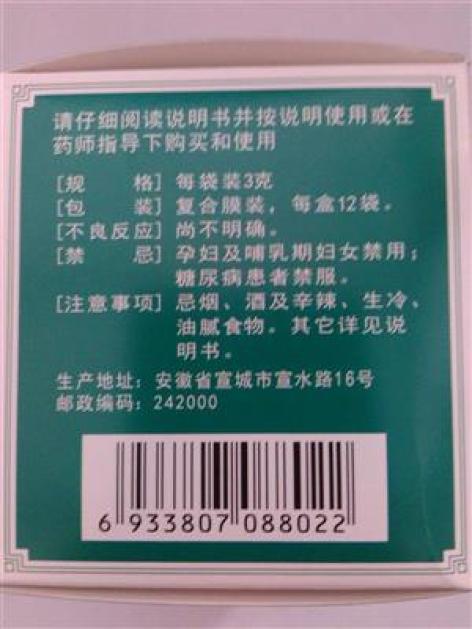 请仔细阅读说明书并按说明使用或在
药师指导下购买和使用
[规 格] 每袋装3克
[包 装] 复合膜装，每盒12袋。
[不良反应] 尚不明确。
[禁 忌] 孕妇及哺乳期妇女禁用；
糖尿病患者禁服。
[注意事项] 忌烟、酒及辛辣、生冷、
油腻食物。其它详见说
明书。
生产地址：安徽省宣城市宣水路16号
邮政编码：242000
6 933807 088022